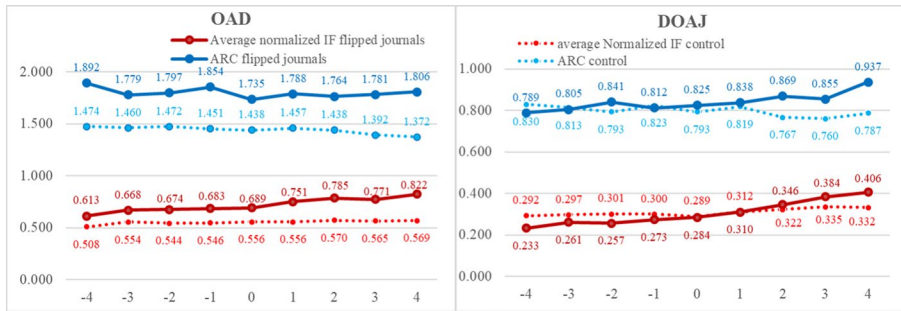 OAD
Average normalized IF flipped journals
ARC flipped journals
2.000
1.500
1.000
0.500
0.000
1.892 1.779 1.797 1.854 1.735 1.788 1.764 1.781 1.806
1.474 1.460 1.472 1.451 1.438 1.457 1.438 1.392 1.372
0.613 0.668 0.674 0.683 0.689 0.751 0.785 0.771 0.822
0.508 0.554 0.544 0.546 0.556 0.556 0.570 0.565 0.569
-4 -3 -2 -1 0 1 2 3 4
DOAJ
average Normalized IF control
ARC control
1.000
0.800
0.600
0.400
0.200
0.000
0.789 0.805 0.841 0.812 0.825 0.838 0.869 0.855 0.937
0.830 0.813 0.793 0.823 0.793 0.819 0.767 0.760 0.787
0.292 0.297 0.301 0.300 0.289 0.312 0.346 0.384 0.406
0.233 0.261 0.257 0.273 0.284 0.310 0.322 0.335 0.332
-4 -3 -2 -1 0 1 2 3 4